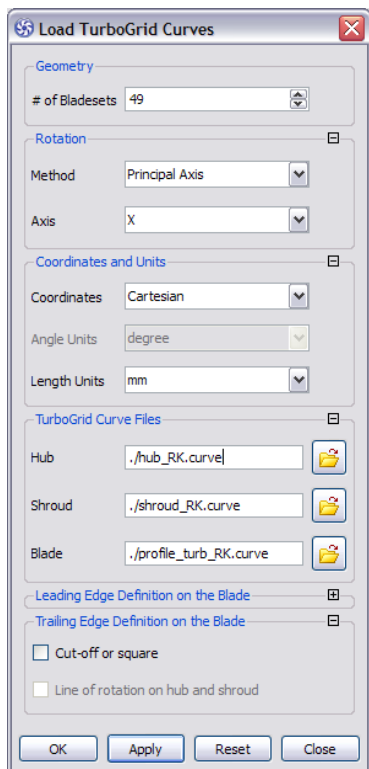 Load TurboGrid Curves
Geometry
# of Bladesets 49
Rotation
Method Principal Axis
Axis X
Coordinates and Units
Coordinates Cartesian
Angle Units degree
Length Units mm
TurboGrid Curve Files
Hub ./hub_RK.curve
Shroud ./shroud_RK.curve
Blade ./profile_turb_RK.curve
Leading Edge Definition on the Blade
Trailing Edge Definition on the Blade
Cut-off or square
Line of rotation on hub and shroud
OK Apply Reset Close